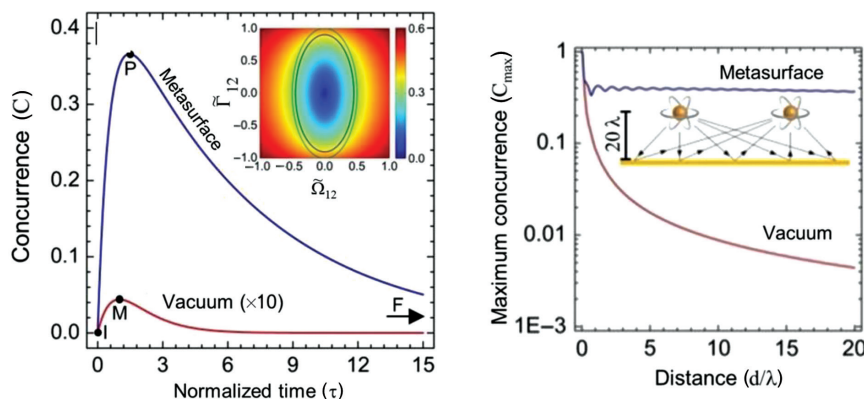 Concurrence (C)
0.4
0.3
0.2
0.1
0.0
P
Metasurface
Vacuum (×10)
M
I
F
0 3 6 9 12 15
Normalized time (τ)
Γ̃12
1.0
0.5
0.0
−0.5
−1.0
−1.0 −0.5 0.0 0.5 1.0
Ω̃12
0.6
0.3
0.0
Maximum concurrence (Cmax)
1
0.1
0.01
1E−3
Metasurface
20 λ
Vacuum
0 5 10 15 20
Distance (d/λ)